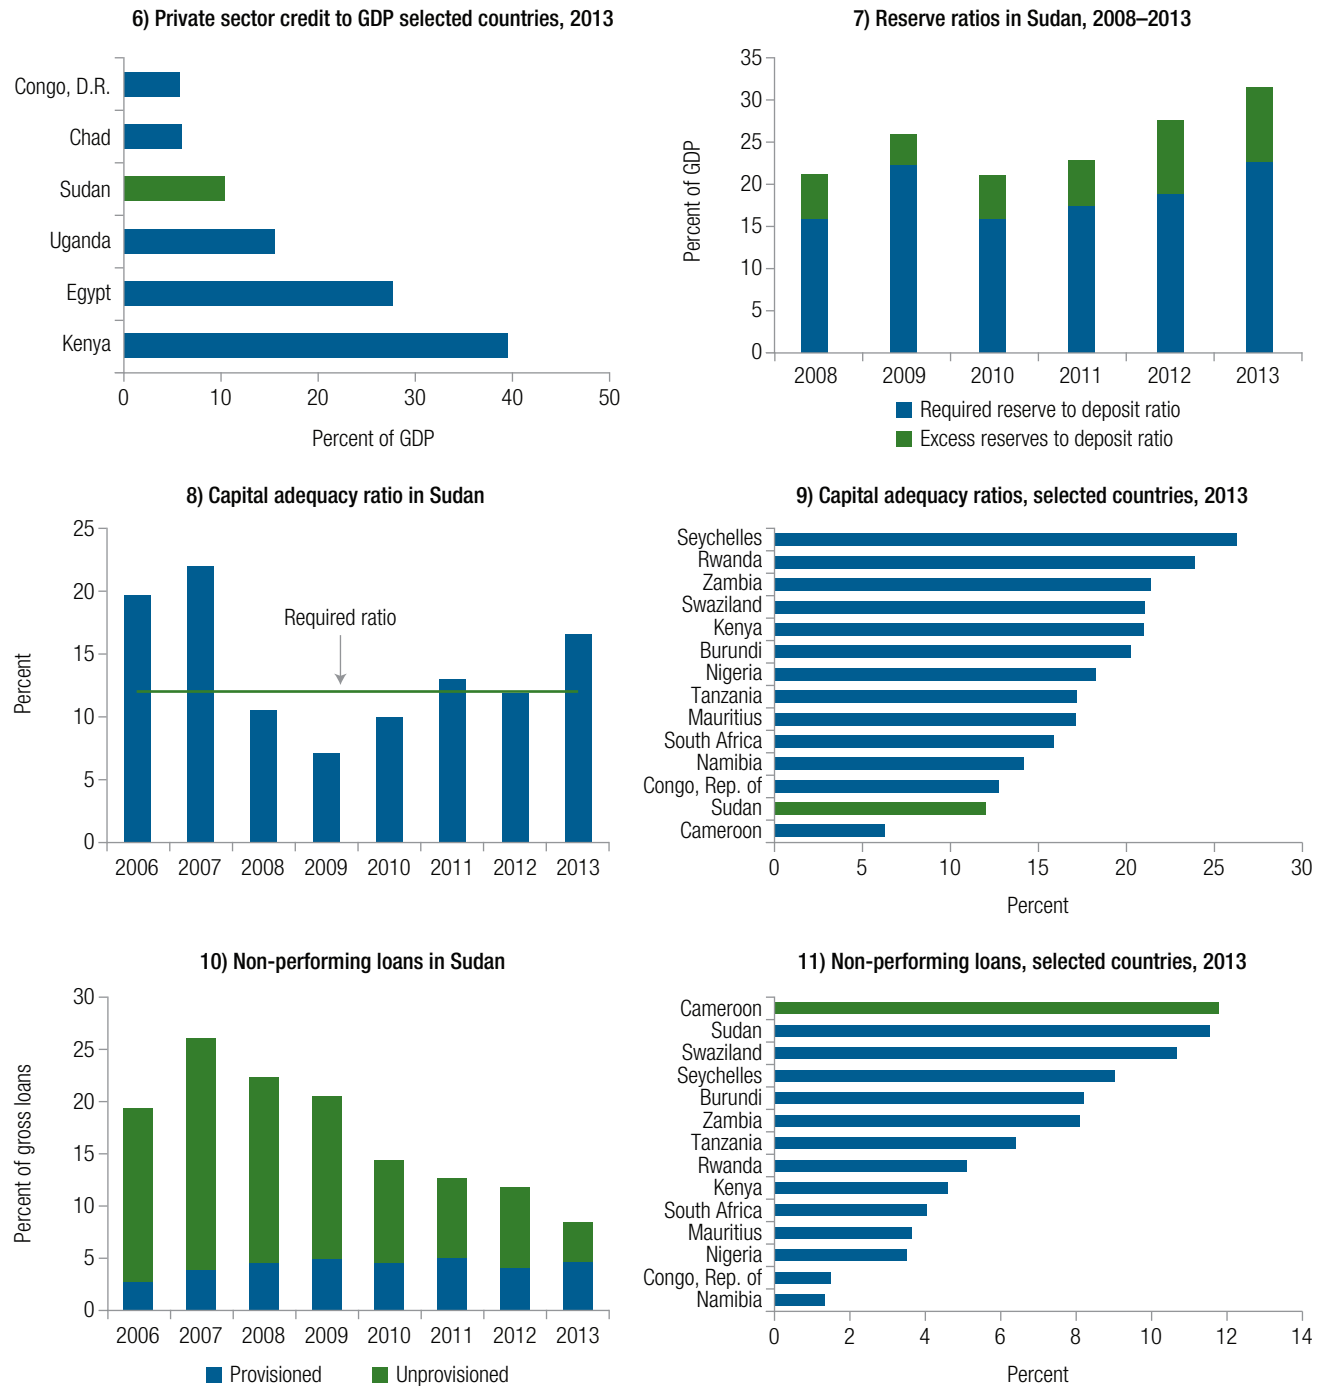 6) Private sector credit to GDP selected countries, 2013
Congo, D.R.
Chad
Sudan
Uganda
Egypt
Kenya
0 10 20 30 40 50
Percent of GDP
7) Reserve ratios in Sudan, 2008–2013
Percent of GDP
35
30
25
20
15
10
5
0
2008 2009 2010 2011 2012 2013
Required reserve to deposit ratio
Excess reserves to deposit ratio
8) Capital adequacy ratio in Sudan
Percent
25
20
15
10
5
0
Required ratio
2006 2007 2008 2009 2010 2011 2012 2013
9) Capital adequacy ratios, selected countries, 2013
Seychelles
Rwanda
Zambia
Swaziland
Kenya
Burundi
Nigeria
Tanzania
Mauritius
South Africa
Namibia
Congo, Rep. of
Sudan
Cameroon
0 5 10 15 20 25 30
Percent
10) Non-performing loans in Sudan
Percent of gross loans
30
25
20
15
10
5
0
2006 2007 2008 2009 2010 2011 2012 2013
Provisioned Unprovisioned
11) Non-performing loans, selected countries, 2013
Cameroon
Sudan
Swaziland
Seychelles
Burundi
Zambia
Tanzania
Rwanda
Kenya
South Africa
Mauritius
Nigeria
Congo, Rep. of
Namibia
0 2 4 6 8 10 12 14
Percent